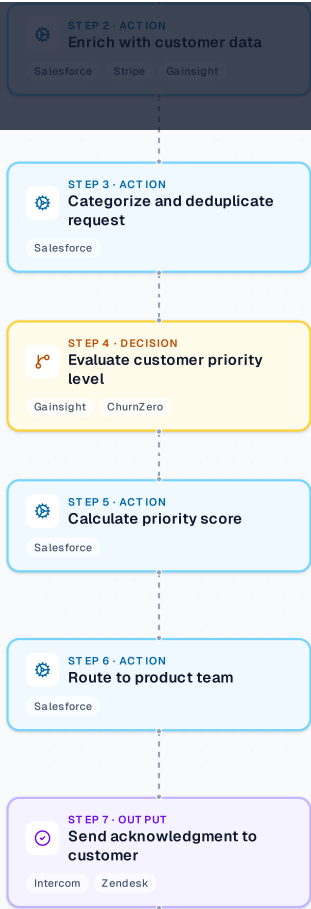 STEP 2 · ACTION
Enrich with customer data
Salesforce Stripe Gainsight
STEP 3 · ACTION
Categorize and deduplicate
request
Salesforce
STEP 4 · DECISION
Evaluate customer priority
level
Gainsight ChurnZero
STEP 5 · ACTION
Calculate priority score
Salesforce
STEP 6 · ACTION
Route to product team
Salesforce
STEP 7 · OUTPUT
Send acknowledgment to
customer
Intercom Zendesk